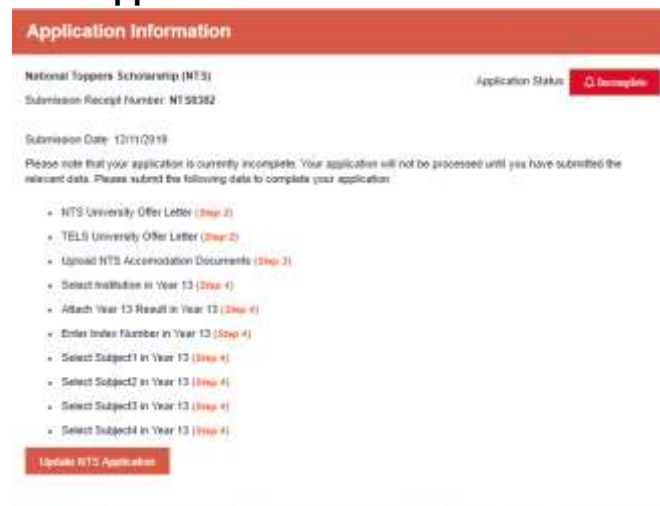 Application Information
National Toppers Scholarship (NTS)
Application Status
Incomplete
Submission Receipt Number: NTS0382
Submission Date: 12/11/2019
Please note that your application is currently incomplete. Your application will not be processed until you have submitted the
relevant data. Please submit the following data to complete your application
NTS University Offer Letter (Step 2)
TELS University Offer Letter (Step 2)
Upload NTS Accomodation Documents (Step 3)
Select Institution in Year 13 (Step 4)
Attach Year 13 Result in Year 13 (Step 4)
Enter Index Number in Year 13 (Step 4)
Select Subject1 in Year 13 (Step 4)
Select Subject2 in Year 13 (Step 4)
Select Subject3 in Year 13 (Step 4)
Select Subject4 in Year 13 (Step 4)
Update NTS Application